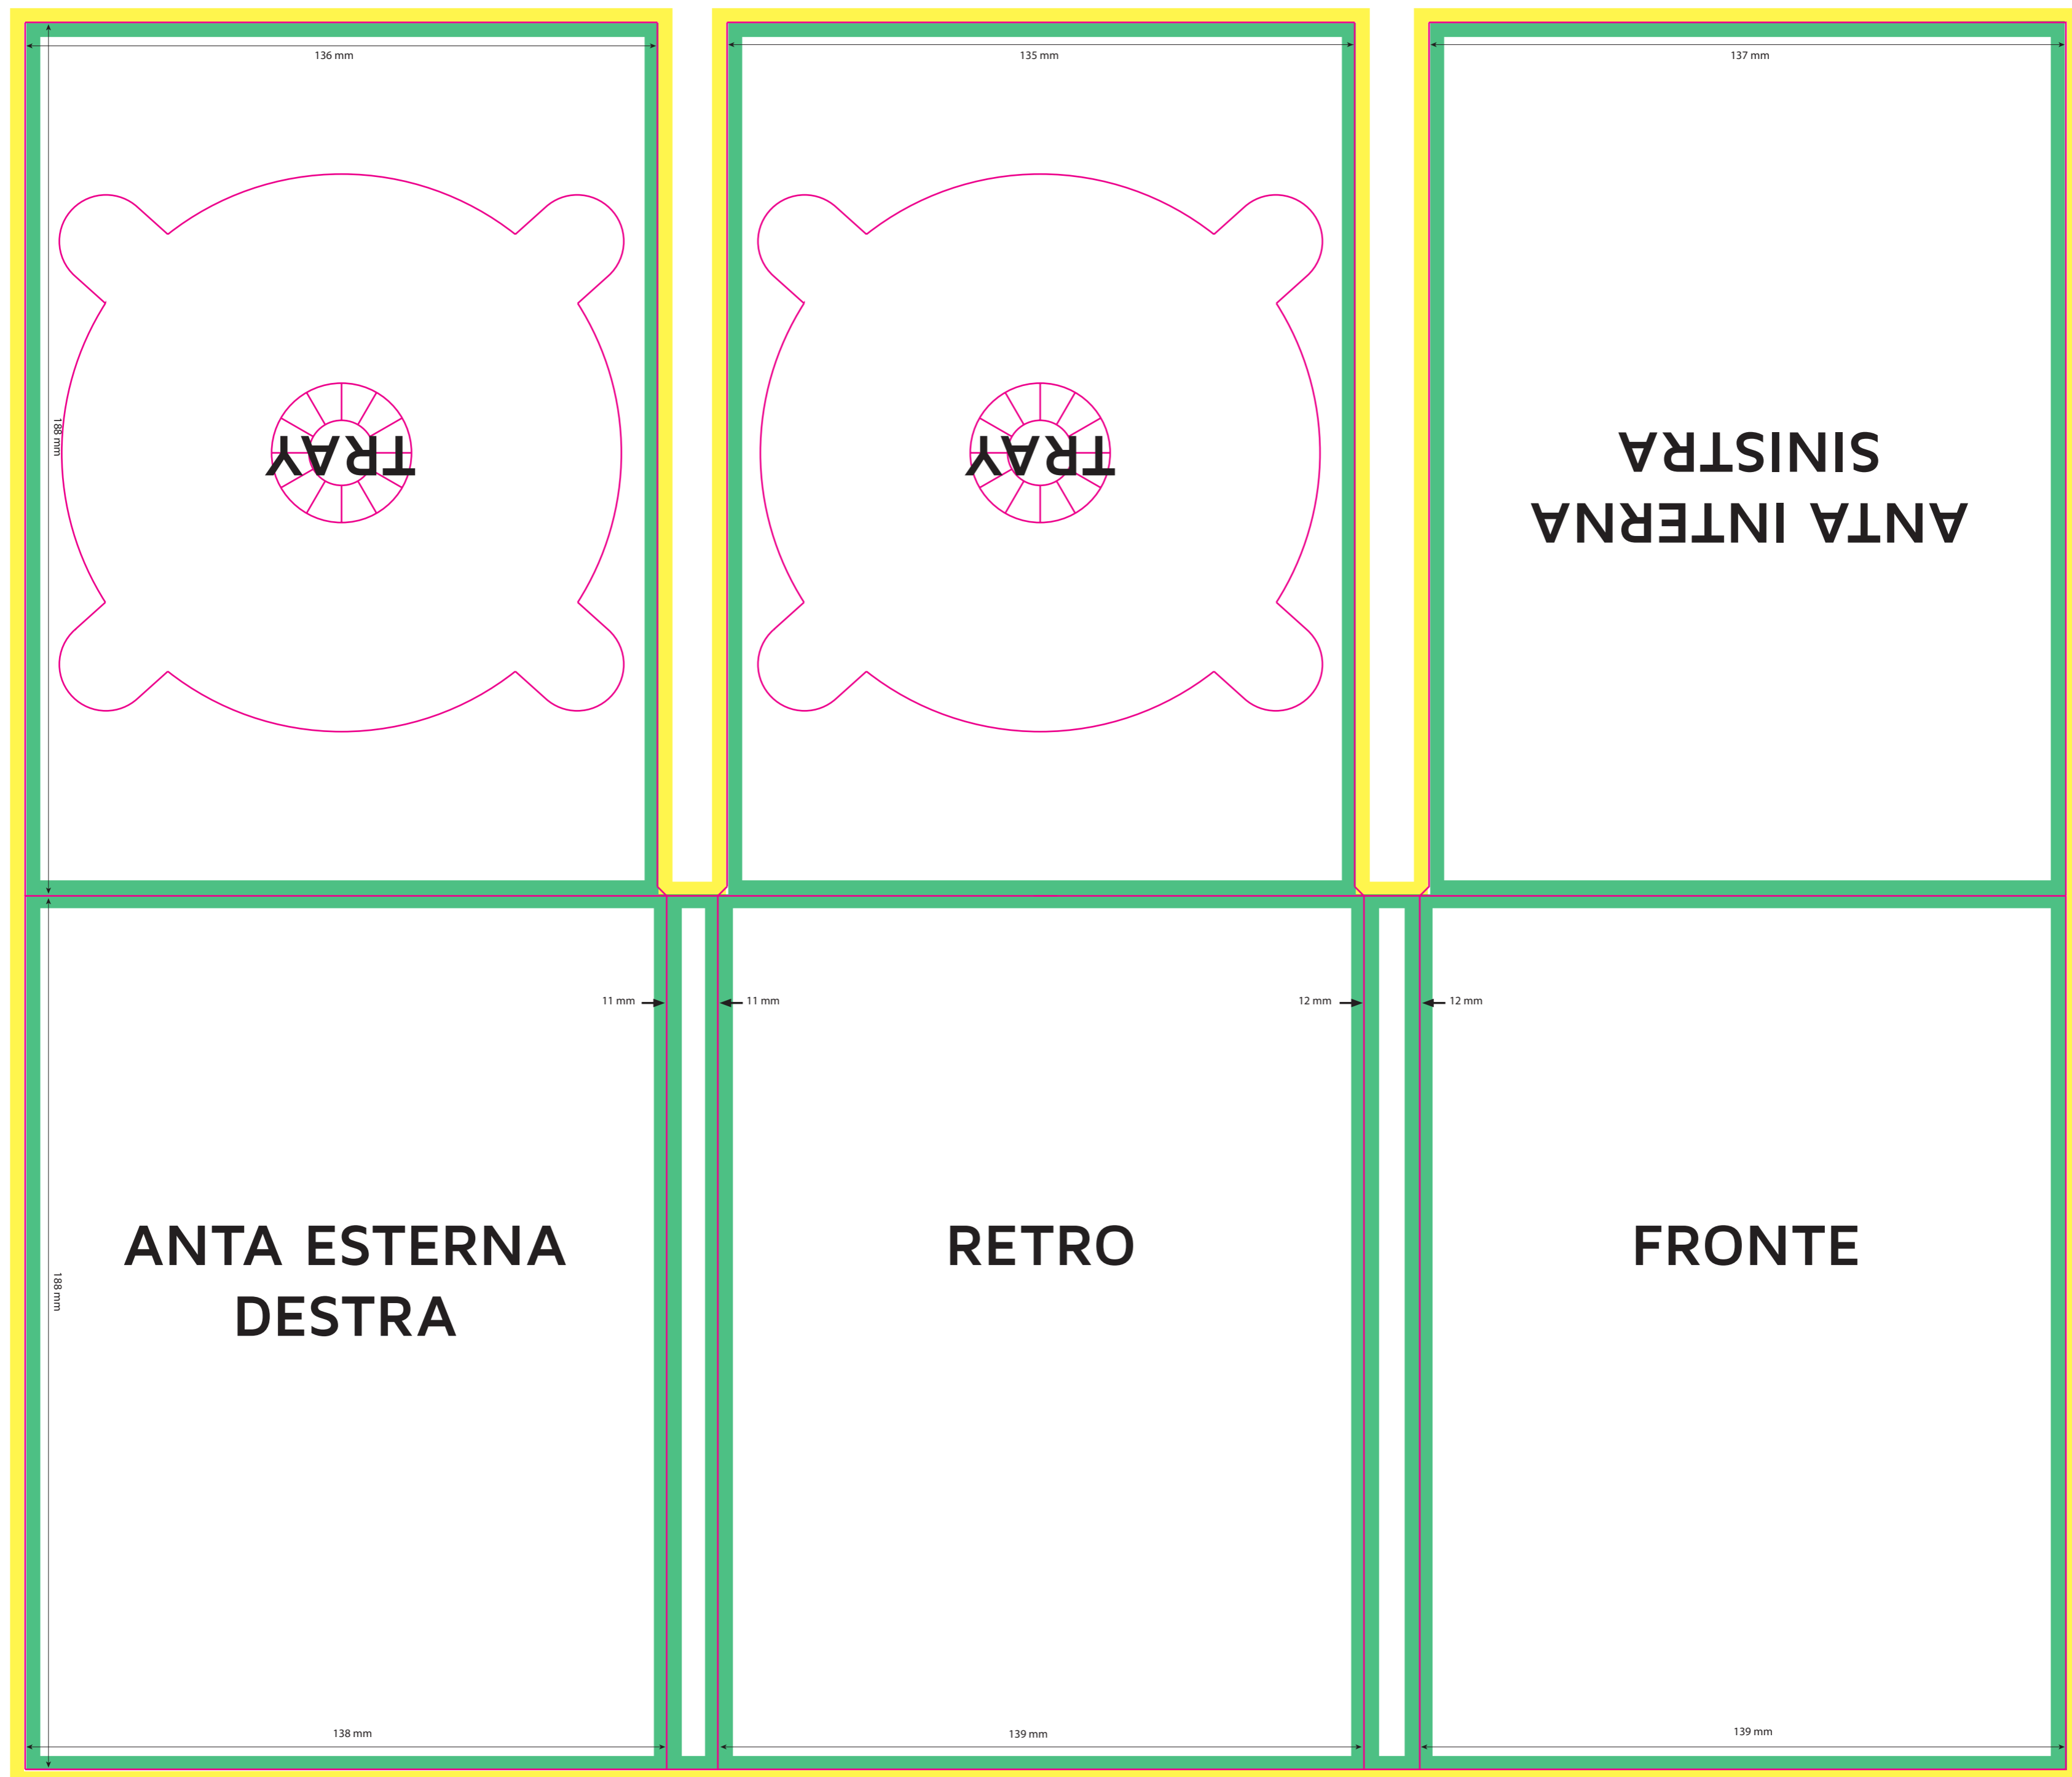 136 mm
135 mm
137 mm
188 mm
TRAY
TRAY
ANTA INTERNA
SINISTRA
11 mm
11 mm
12 mm
12 mm
ANTA ESTERNA
DESTRA
RETRO
FRONTE
188 mm
138 mm
139 mm
139 mm